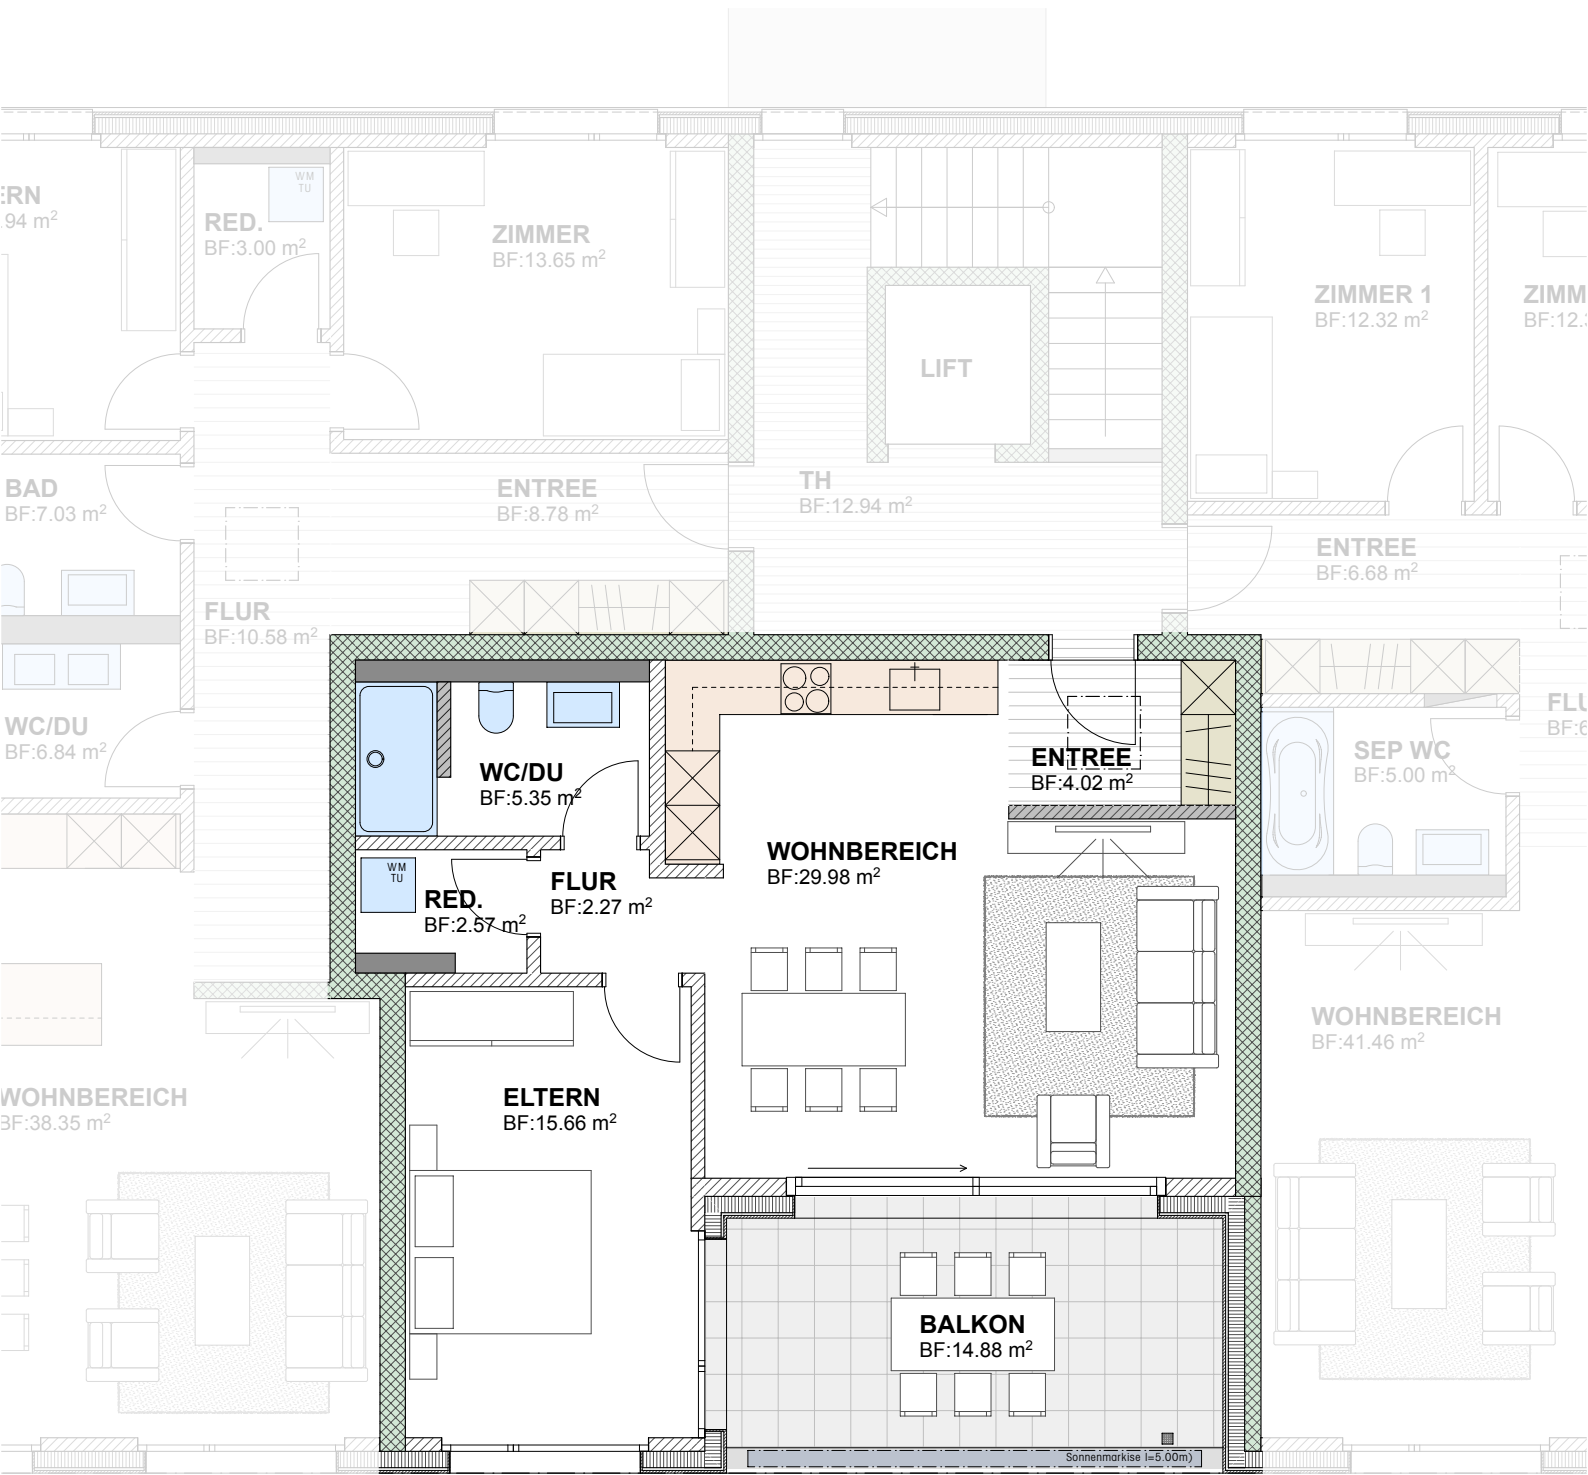 ERN
.94 m²
RED.
BF:3.00 m²
WM
TU
ZIMMER
BF:13.65 m²
LIFT
ZIMMER 1
BF:12.32 m²
ZIMM
BF:12.
BAD
BF:7.03 m²
ENTREE
BF:8.78 m²
TH
BF:12.94 m²
ENTREE
BF:6.68 m²
FLUR
BF:10.58 m²
WC/DU
BF:6.84 m²
WC/DU
BF:5.35 m²
ENTREE
BF:4.02 m²
SEP WC
BF:5.00 m²
FLU
BF:6
WOHNBEREICH
BF:29.98 m²
WM
TU
RED.
BF:2.57 m²
FLUR
BF:2.27 m²
WOHNBEREICH
BF:41.46 m²
WOHNBEREICH
BF:38.35 m²
ELTERN
BF:15.66 m²
BALKON
BF:14.88 m²
Sonnenmarkise l=5.00m)